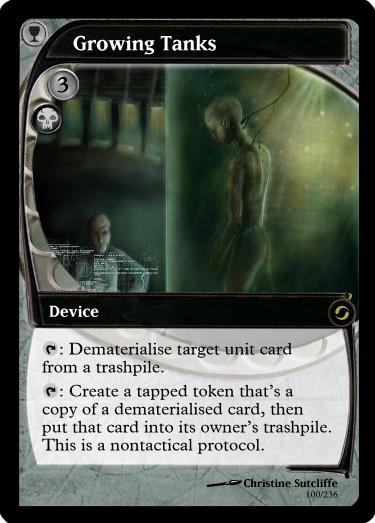 Growing Tanks
3
Device
: Dematerialise target unit card
from a trashpile.
: Create a tapped token that's a
copy of a dematerialised card, then
put that card into its owner's trashpile.
This is a nontactical protocol.
Christine Sutcliffe
100/236